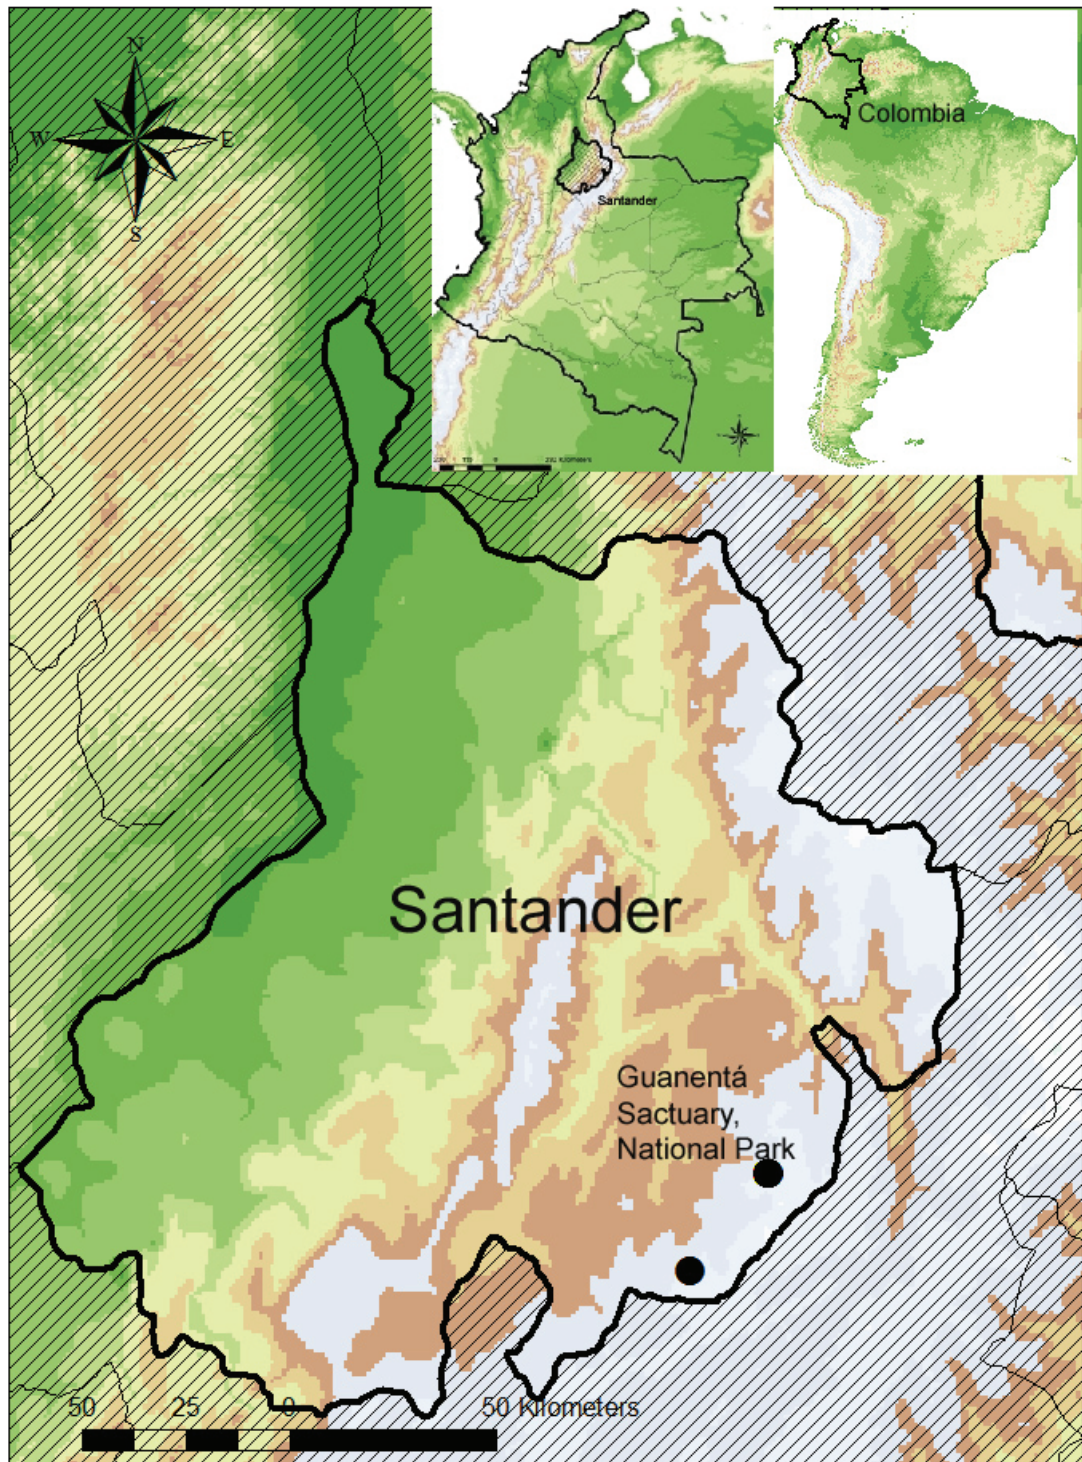 N
W
E
S
Santander
Colombia
Santander
Guanentá
Sactuary,
National Park
50 25 0 50 Kilometers